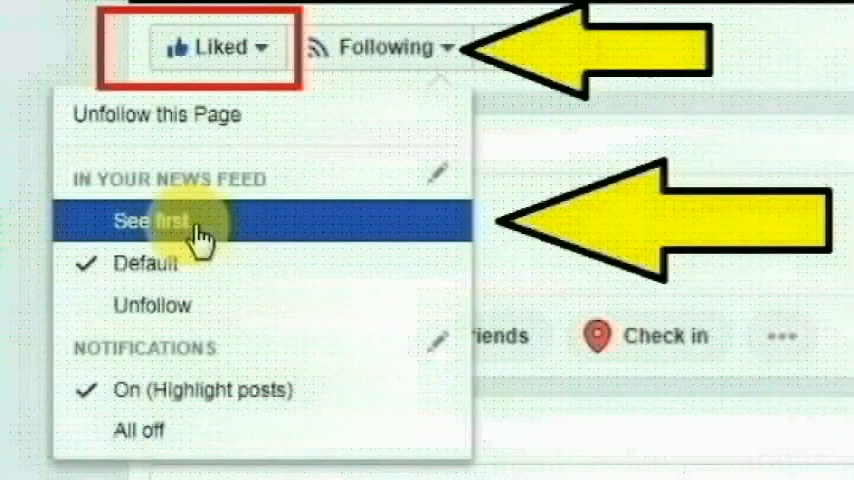 Liked
Following
Unfollow this Page
IN YOUR NEWS FEED
See first
Default
Unfollow
NOTIFICATIONS
riends
Check in
On (Highlight posts)
All off